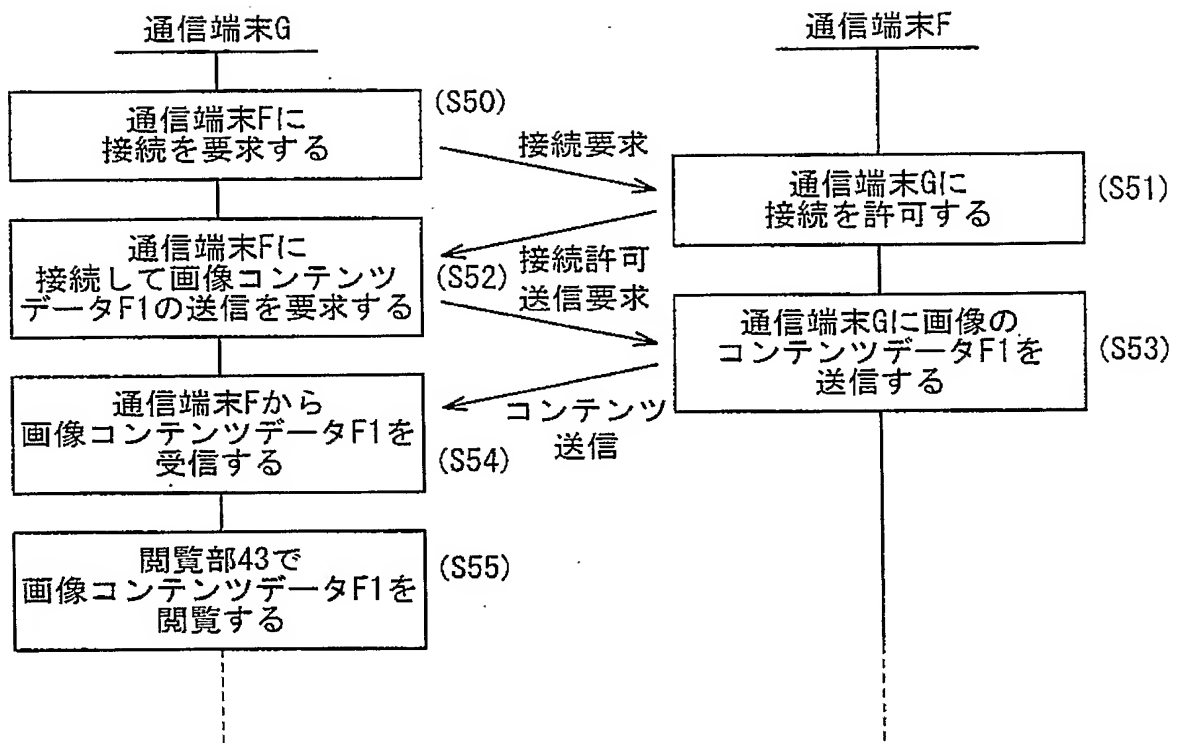 通信端末G
通信端末F
通信端末Fに
接続を要求する
(S50)
接続要求
通信端末Gに
接続を許可する
(S51)
通信端末Fに
接続して画像コンテンツ
データF1の送信を要求する
(S52)
接続許可
送信要求
通信端末Gに画像の
コンテンツデータF1を
送信する
(S53)
通信端末Fから
画像コンテンツデータF1を
受信する
(S54)
コンテンツ
送信
閲覧部43で
画像コンテンツデータF1を
閲覧する
(S55)